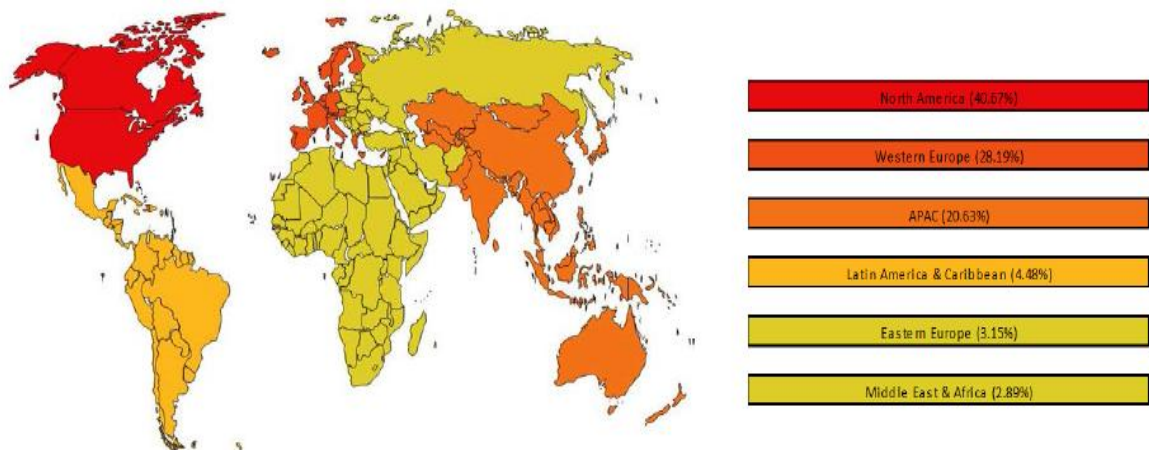 North America (40.67%)
Western Europe (28.19%)
APAC (20.63%)
Latin America & Caribbean (4.48%)
Eastern Europe (3.15%)
Middle East & Africa (2.89%)